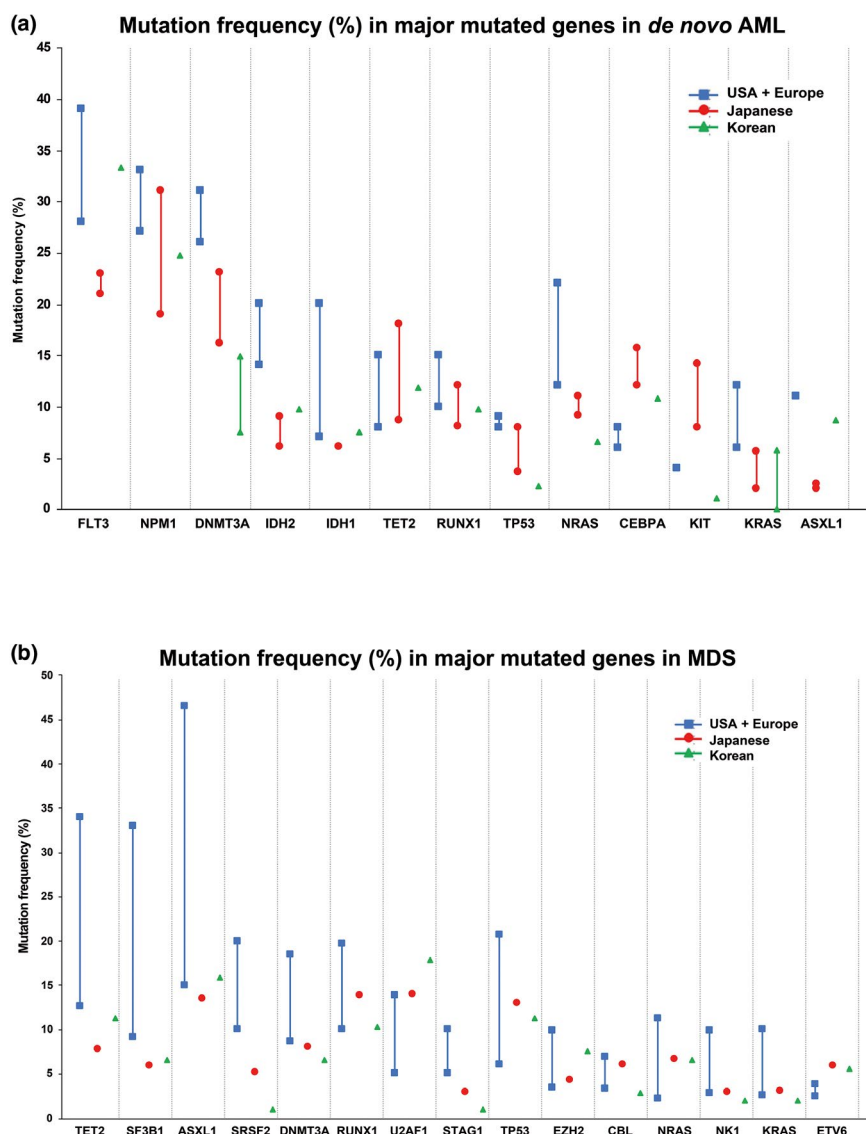 (a)
Mutation frequency (%) in major mutated genes in de novo AML
45
40
35
30
25
20
15
10
5
0
Mutation frequency (%)
USA + Europe
Japanese
Korean
FLT3 NPM1 DNMT3A IDH2 IDH1 TET2 RUNX1 TP53 NRAS CEBPA KIT KRAS ASXL1
(b)
Mutation frequency (%) in major mutated genes in MDS
50
45
40
35
30
25
20
15
10
5
0
Mutation frequency (%)
USA + Europe
Japanese
Korean
TET2 SF3B1 ASXL1 SRSF2 DNMT3A RUNX1 U2AF1 STAG1 TP53 EZH2 CBL NRAS NK1 KRAS ETV6